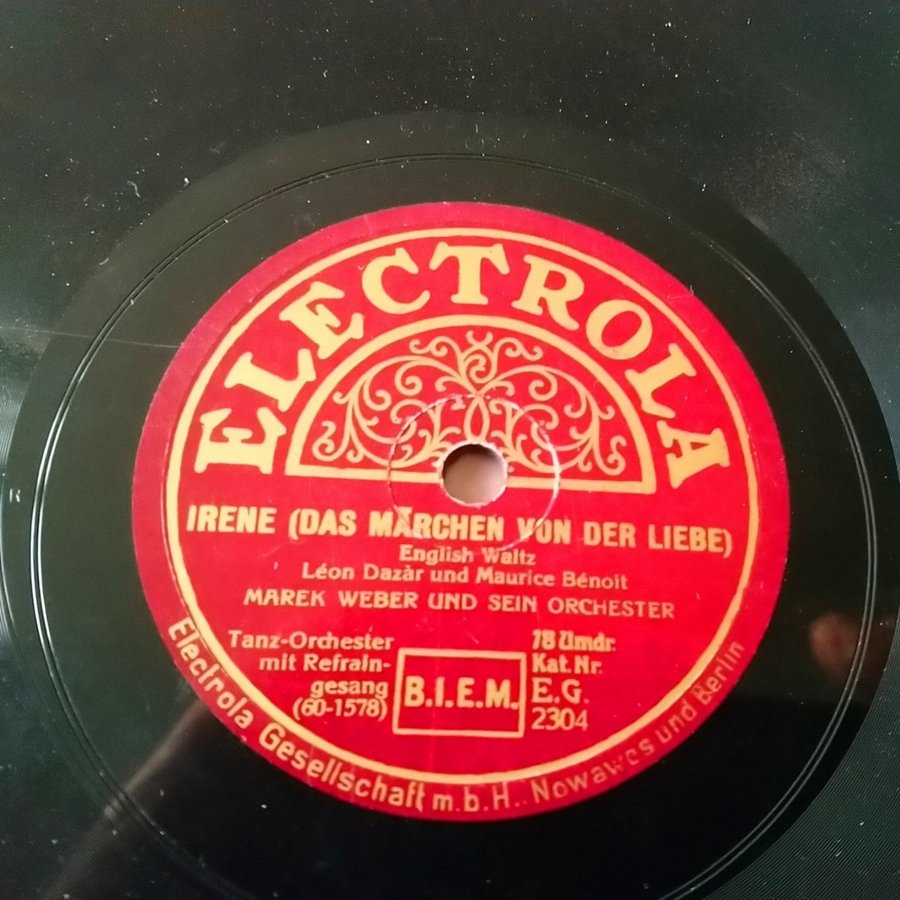 ELECTROLA
IRENE (DAS MÄRCHEN VON DER LIEBE)
English Waltz
Léon Dazàr und Maurice Bénoit
MAREK WEBER UND SEIN ORCHESTER
Tanz-Orchester
mit Refrain-
gesang
(60-1578)
B.I.E.M.
78 Umdr.
Kat. Nr.
E.G.
2304
Electrola Gesellschaft m.b.H. Nowawes und Berlin
R